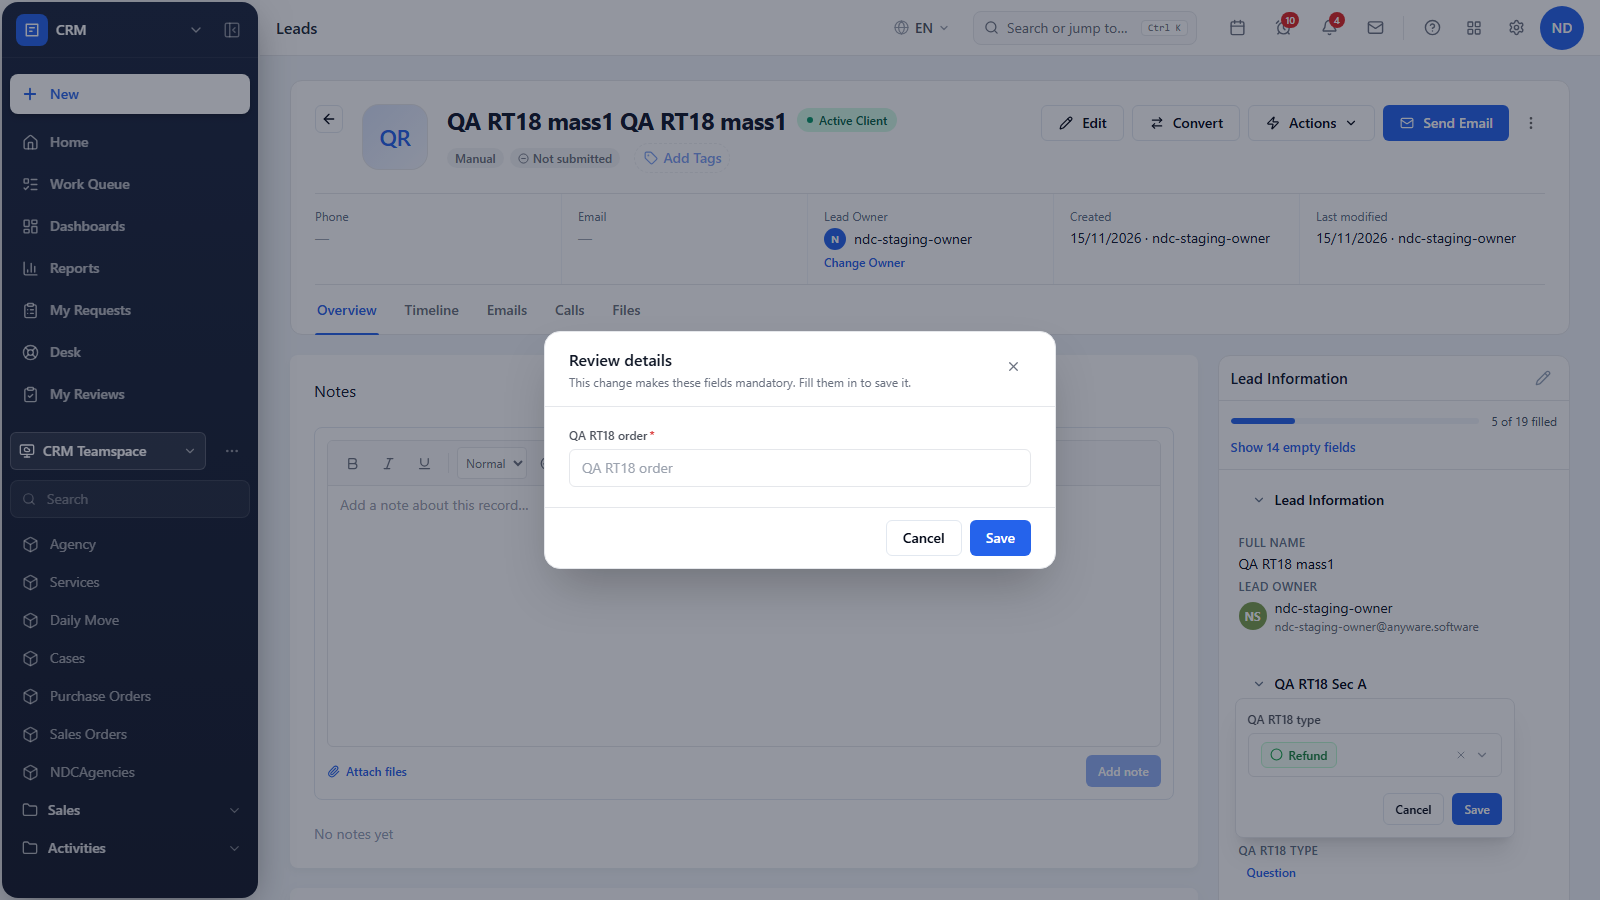 CRM
New
Home
Work Queue
Dashboards
Reports
My Requests
Desk
My Reviews
CRM Teamspace
Search
Agency
Services
Daily Move
Cases
Purchase Orders
Sales Orders
NDCAgencies
Sales
Activities
Leads
EN
Search or jump to...
Ctrl K
10
4
ND
QR
QA RT18 mass1 QA RT18 mass1
Active Client
Manual
Not submitted
Add Tags
Edit
Convert
Actions
Send Email
Phone
—
Email
—
Lead Owner
N ndc-staging-owner
Change Owner
Created
15/11/2026 · ndc-staging-owner
Last modified
15/11/2026 · ndc-staging-owner
Overview
Timeline
Emails
Calls
Files
Notes
B I U Normal
Add a note about this record...
Attach files
Add note
No notes yet
Review details
This change makes these fields mandatory. Fill them in to save it.
QA RT18 order*
QA RT18 order
Cancel
Save
Lead Information
5 of 19 filled
Show 14 empty fields
Lead Information
FULL NAME
QA RT18 mass1
LEAD OWNER
NS
ndc-staging-owner
ndc-staging-owner@anyware.software
QA RT18 Sec A
QA RT18 type
Refund
Cancel
Save
QA RT18 TYPE
Question